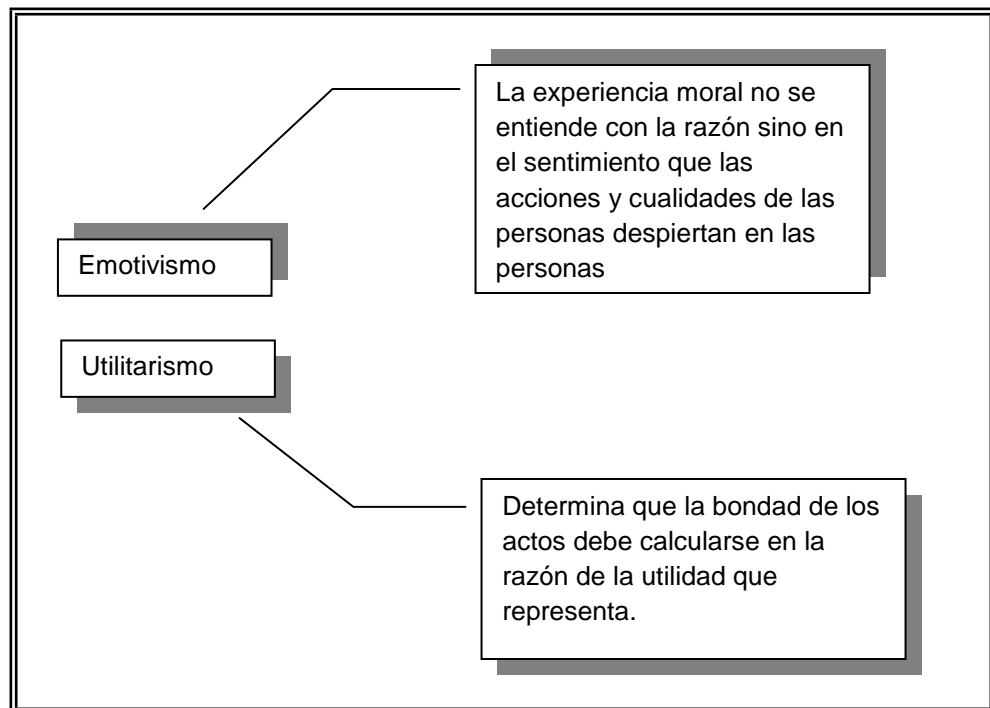 La experiencia moral no se
entiende con la razón sino en
el sentimiento que las
acciones y cualidades de las
personas despiertan en las
personas
Emotivismo
Utilitarismo
Determina que la bondad de los
actos debe calcularse en la
razón de la utilidad que
representa.